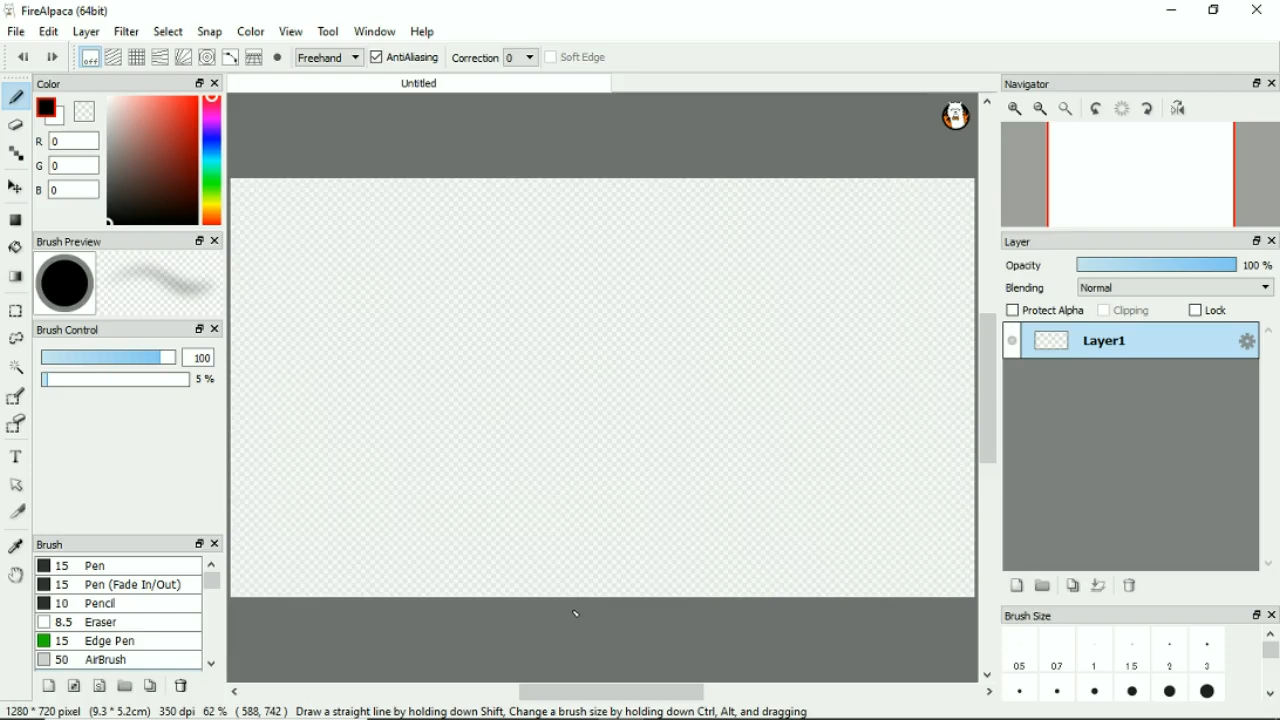 FireAlpaca (64bit)
File Edit Layer Filter Select Snap Color View Tool Window Help
off Freehand AntiAliasing Correction 0 Soft Edge
Color
R 0
G 0
B 0
Brush Preview
Brush Control
100
5 %
Brush
15 Pen
15 Pen (Fade In/Out)
10 Pencil
8.5 Eraser
15 Edge Pen
50 AirBrush
Untitled
Navigator
Layer
Opacity 100 %
Blending Normal
Protect Alpha Clipping Lock
Layer1
Brush Size
0.5 0.7 1 1.5 2 3
1280 * 720 pixel (9.3 * 5.2cm) 350 dpi 62 % ( 588, 742 ) Draw a straight line by holding down Shift, Change a brush size by holding down Ctrl, Alt, and dragging